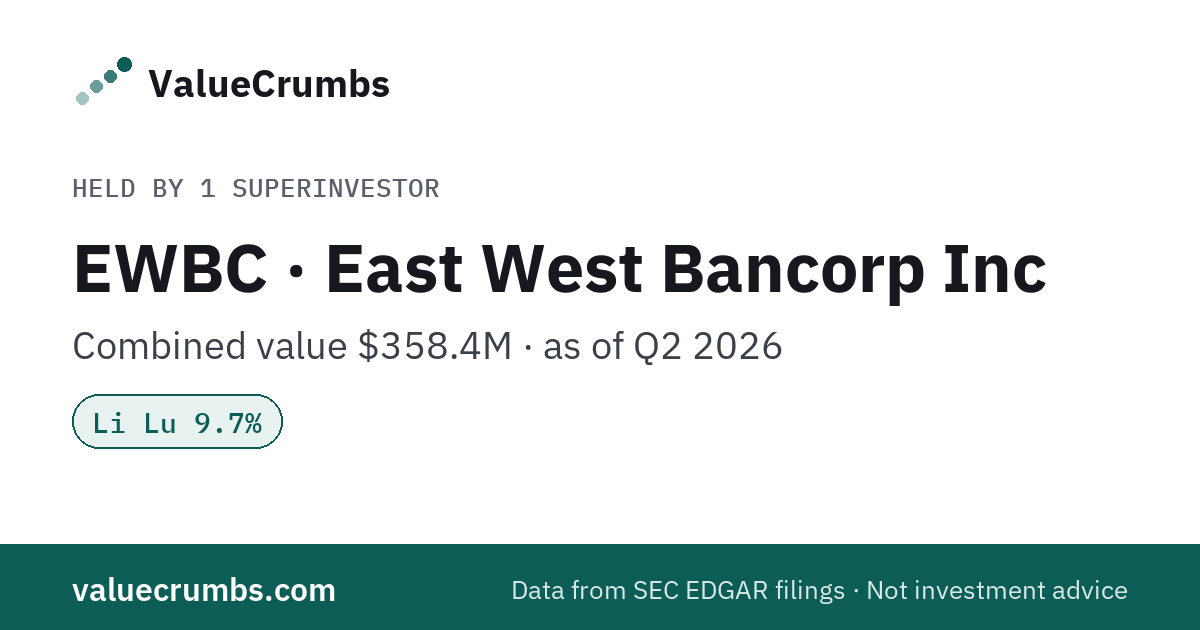 ValueCrumbs
HELD BY 1 SUPERINVESTOR
EWBC · East West Bancorp Inc
Combined value $358.4M · as of Q2 2026
Li Lu 9.7%
valuecrumbs.com
Data from SEC EDGAR filings · Not investment advice